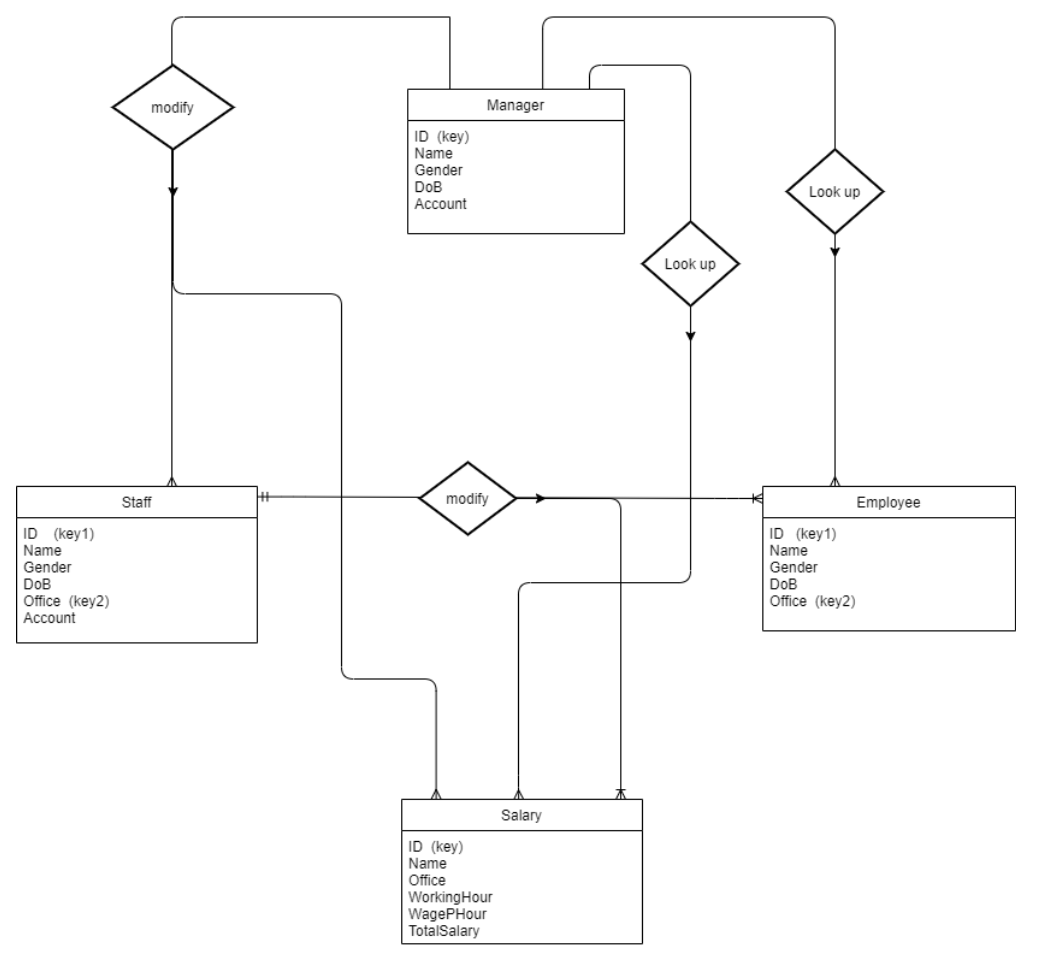 modify
Manager
ID (key)
Name
Gender
DoB
Account
Look up
Look up
Staff
ID (key1)
Name
Gender
DoB
Office (key2)
Account
modify
Employee
ID (key1)
Name
Gender
DoB
Office (key2)
Salary
ID (key)
Name
Office
WorkingHour
WagePHour
TotalSalary